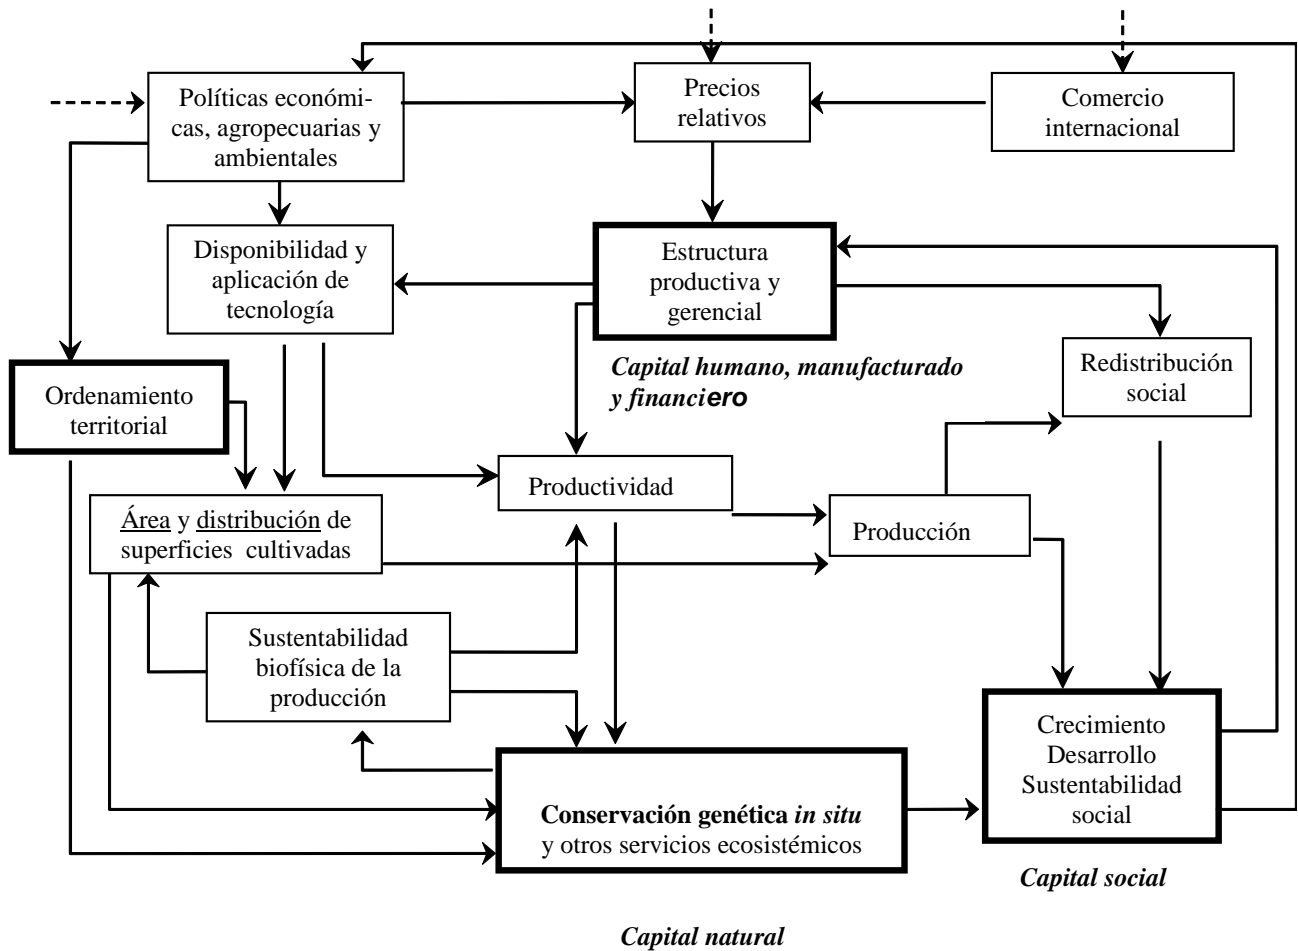 Políticas económi-
cas, agropecuarias y
ambientales
Precios
relativos
Comercio
internacional
Disponibilidad y
aplicación de
tecnología
Estructura
productiva y
gerencial
Capital humano, manufacturado
y financiero
Redistribución
social
Ordenamiento
territorial
Productividad
Área y distribución de
superficies cultivadas
Producción
Sustentabilidad
biofísica de la
producción
Crecimiento
Desarrollo
Sustentabilidad
social
Conservación genética in situ
y otros servicios ecosistémicos
Capital social
Capital natural